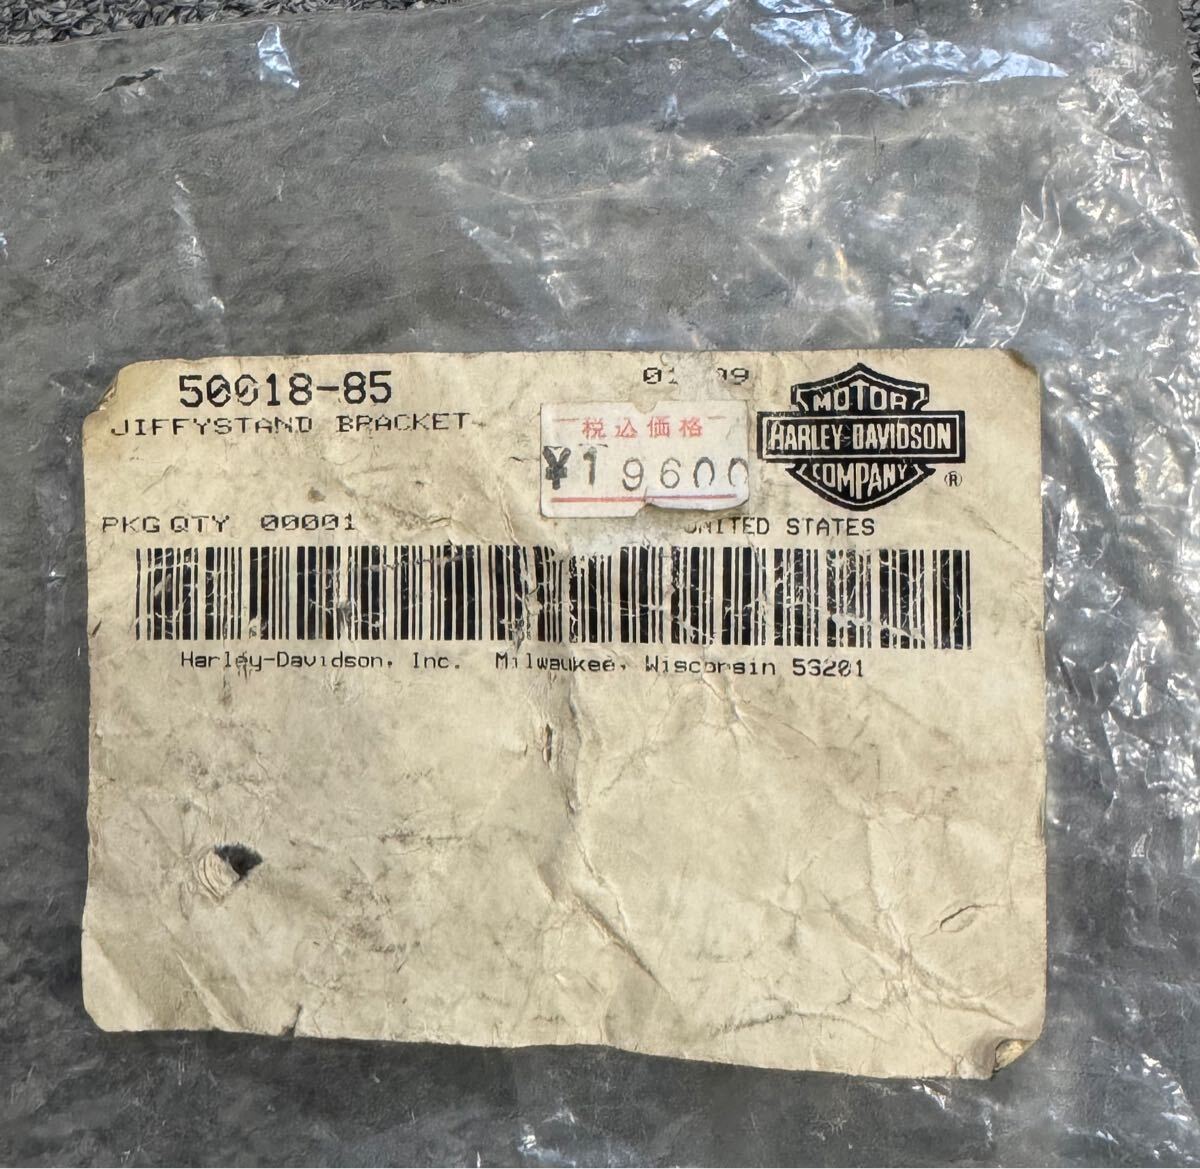 50018-85
JIFFYSTAND BRACKET
税込価格
¥19600
MOTOR
HARLEY-DAVIDSON
COMPANY
®
PKG QTY 00001
UNITED STATES
Harley-Davidson, Inc. Milwaukee, Wisconsin 53201